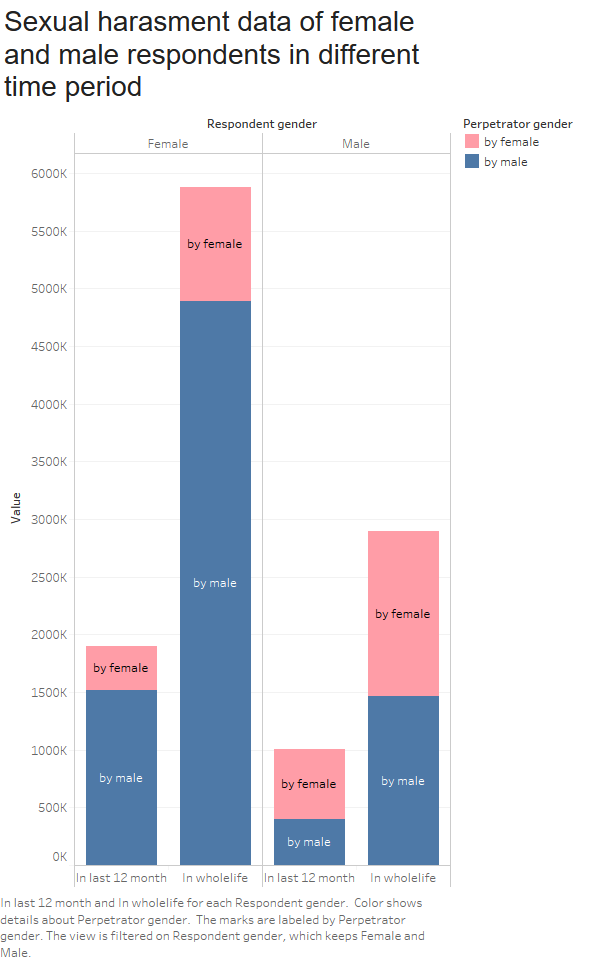 Sexual harasment data of female
and male respondents in different
time period
Respondent gender
Perpetrator gender
Female
Male
by female
by male
6000K
5500K
5000K
4500K
4000K
3500K
3000K
2500K
2000K
1500K
1000K
500K
0K
Value
by female
by male
by female
by male
by female
by male
by female
by male
In last 12 month
In wholelife
In last 12 month
In wholelife
In last 12 month and In wholelife for each Respondent gender. Color shows
details about Perpetrator gender. The marks are labeled by Perpetrator
gender. The view is filtered on Respondent gender, which keeps Female and
Male.